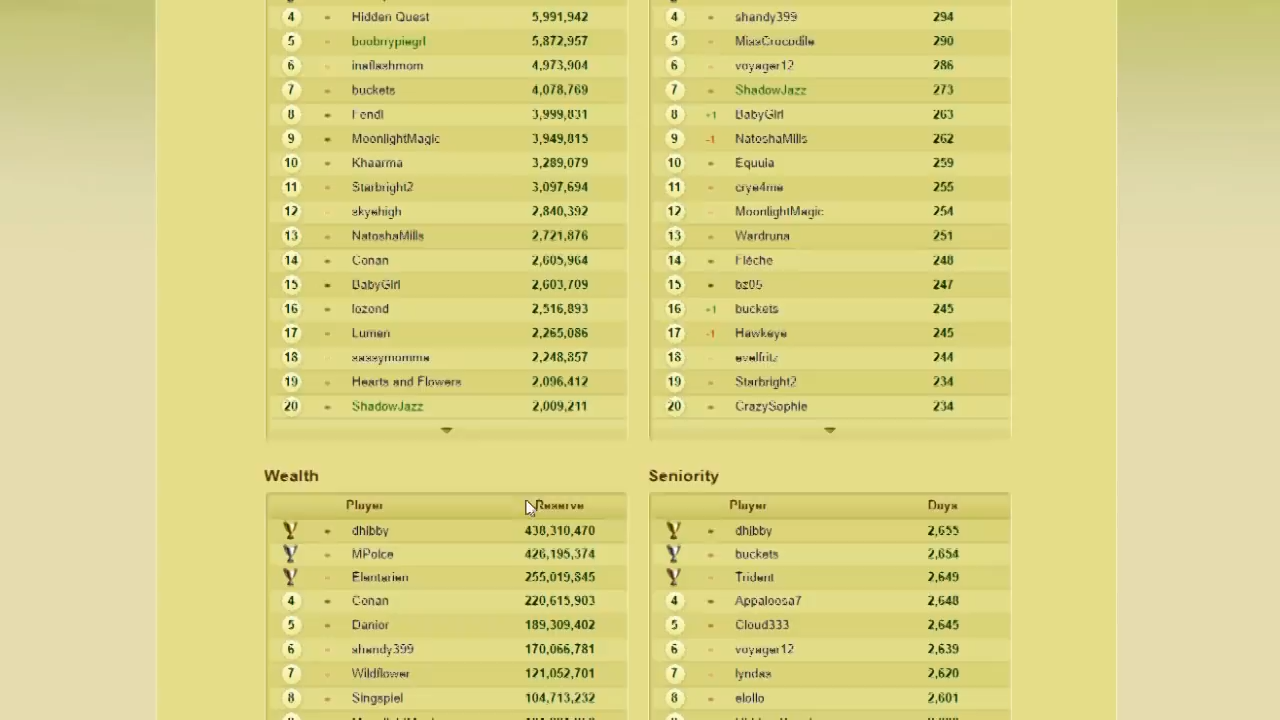 4 Hidden Quest 5,991,942
5 buobrrypiegrl 5,872,957
6 inaflashmom 4,973,904
7 buckets 4,078,769
8 Fendi 3,999,831
9 MoonlightMagic 3,949,815
10 Khaarma 3,289,079
11 Starbright2 3,097,694
12 skyehigh 2,840,392
13 NatoshaMills 2,721,876
14 Conan 2,605,964
15 BabyGirl 2,603,709
16 lozond 2,516,893
17 Lumen 2,265,086
18 sassymomma 2,248,857
19 Hearts and Flowers 2,096,412
20 ShadowJazz 2,009,211
4 shandy399 294
5 MissCrocodile 290
6 voyager12 286
7 ShadowJazz 273
8 +1 BabyGirl 263
9 -1 NatoshaMills 262
10 Equula 259
11 crye4me 255
12 MoonlightMagic 254
13 Wardruna 251
14 Flèche 248
15 bz05 247
16 +1 buckets 245
17 -1 Hawkeye 245
18 evelfritz 244
19 Starbright2 234
20 CrazySophie 234
Wealth
Player Reserve
dhibby 438,310,470
MPolce 426,195,374
Elentarien 255,019,845
4 Conan 220,615,903
5 Danior 189,309,402
6 shandy399 170,066,781
7 Wildflower 121,052,701
8 Singspiel 104,713,232
Seniority
Player Days
dhibby 2,655
buckets 2,654
Trident 2,649
4 Appaloosa7 2,648
5 Cloud333 2,645
6 voyager12 2,639
7 lyndas 2,620
8 elollo 2,601